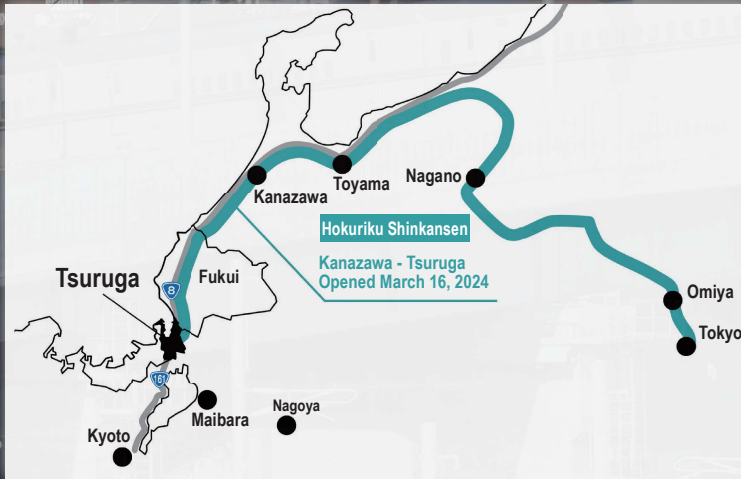 Kanazawa
Toyama
Nagano
Hokuriku Shinkansen
Kanazawa - Tsuruga
Opened March 16, 2024
Tsuruga
8
Fukui
Omiya
Tokyo
161
Maibara
Nagoya
Kyoto